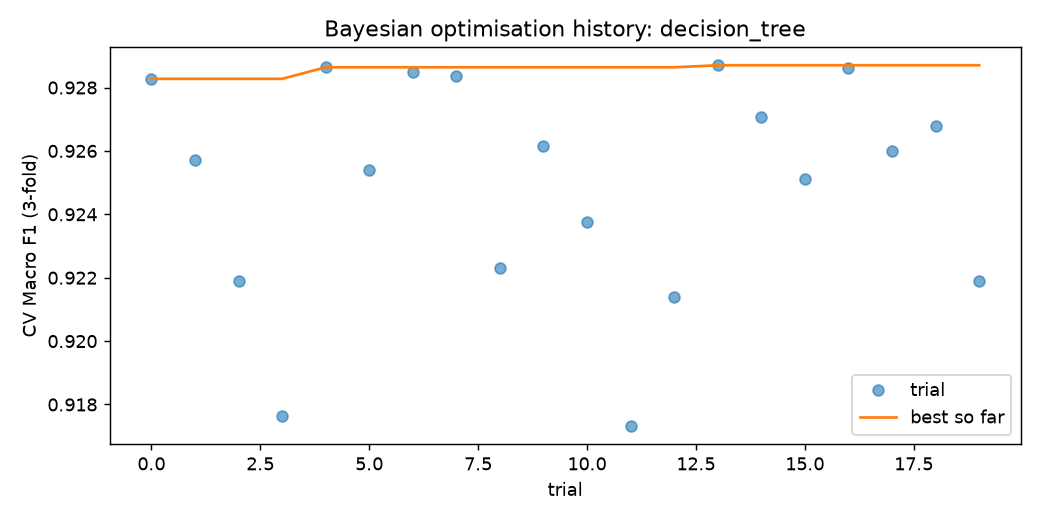 Bayesian optimisation history: decision_tree
CV Macro F1 (3-fold)
0.928
0.926
0.924
0.922
0.920
0.918
0.0 2.5 5.0 7.5 10.0 12.5 15.0 17.5
trial
trial
best so far